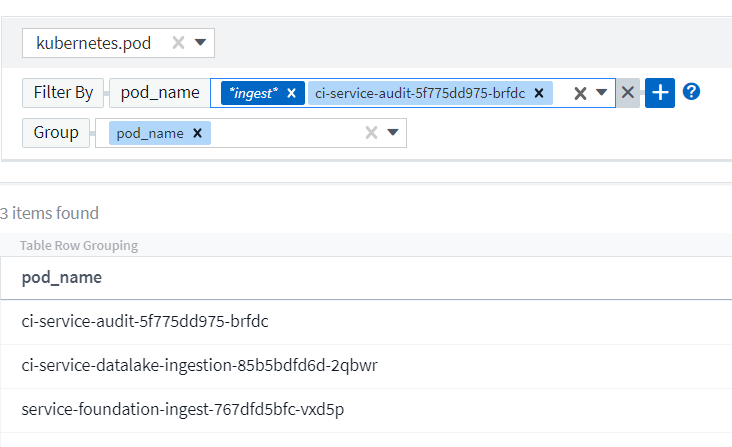 kubernetes.pod
Filter By pod_name *ingest* ci-service-audit-5f775dd975-brfdc
Group pod_name
3 items found
Table Row Grouping
pod_name
ci-service-audit-5f775dd975-brfdc
ci-service-datalake-ingestion-85b5bdfd6d-2qbwr
service-foundation-ingest-767dfd5bfc-vxd5p